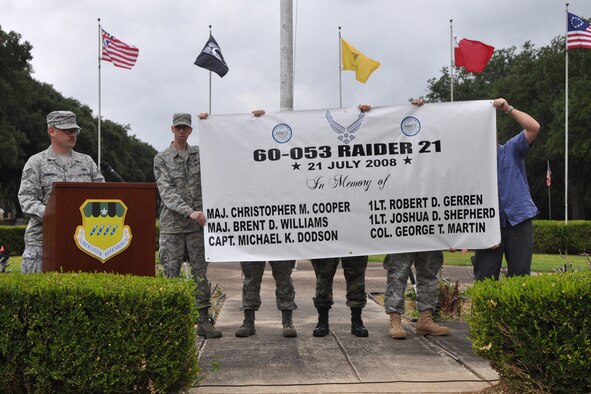 60-053 RAIDER 21
★ 21 JULY 2008 ★
In Memory of
MAJ. CHRISTOPHER M. COOPER
MAJ. BRENT D. WILLIAMS
CAPT. MICHAEL K. DODSON
1LT. ROBERT D. GERREN
1LT. JOSHUA D. SHEPHERD
COL. GEORGE T. MARTIN